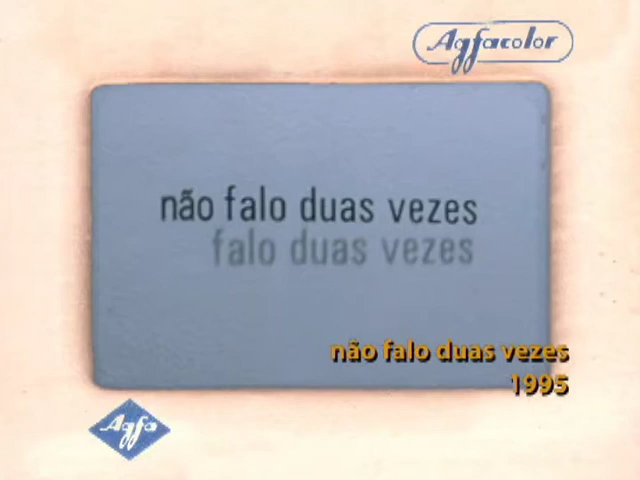 Agfacolor
não falo duas vezes
falo duas vezes
não falo duas vezes
1995
Agfa